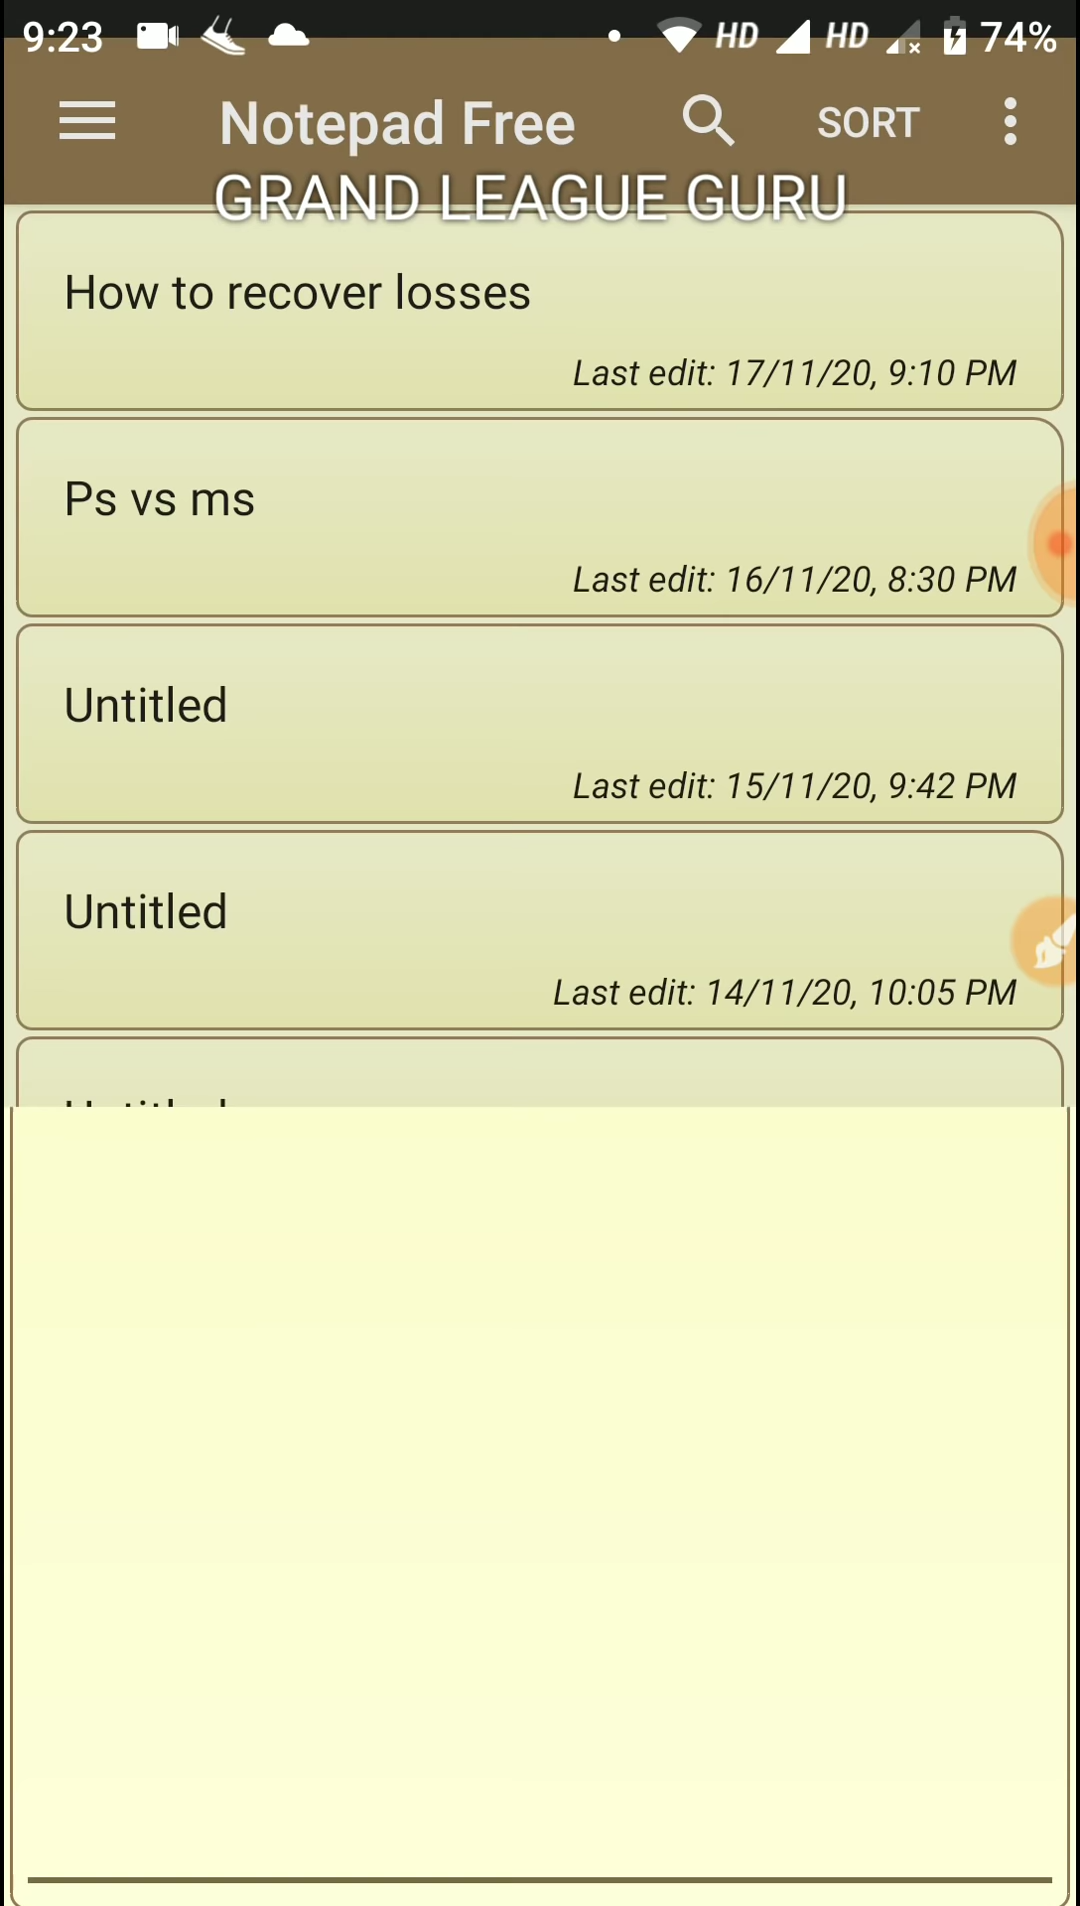 9:23 HD HD 74%
Notepad Free SORT
GRAND LEAGUE GURU
How to recover losses
Last edit: 17/11/20, 9:10 PM
Ps vs ms
Last edit: 16/11/20, 8:30 PM
Untitled
Last edit: 15/11/20, 9:42 PM
Untitled
Last edit: 14/11/20, 10:05 PM